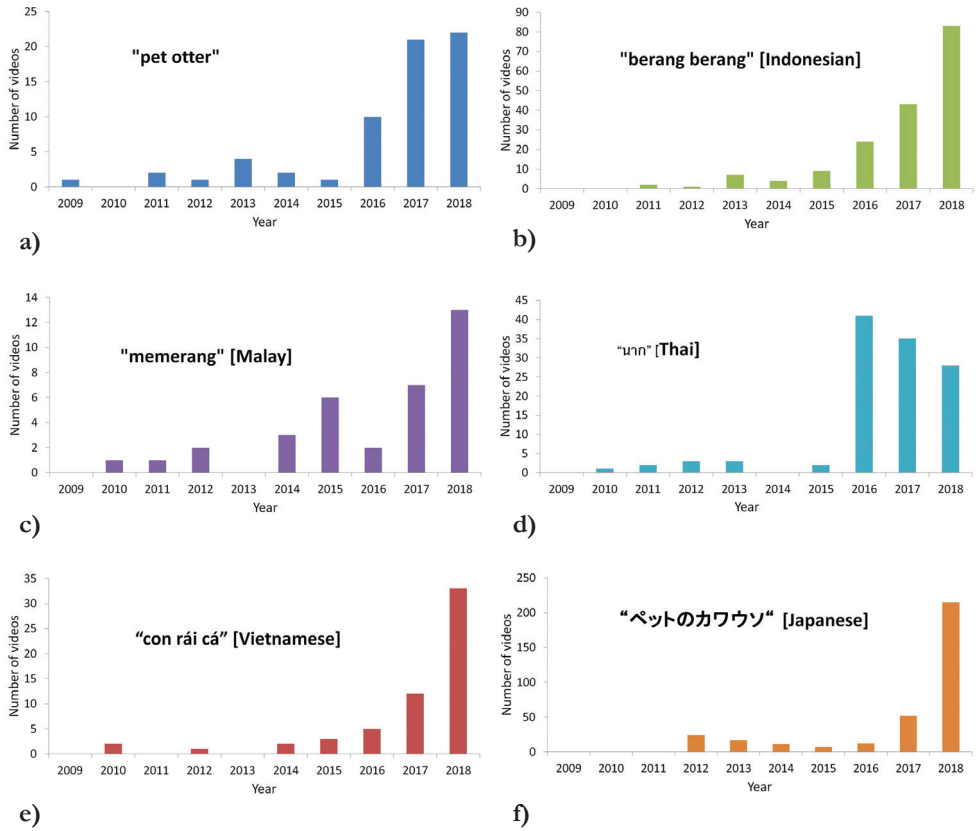 "pet otter"
Number of videos
25
20
15
10
5
0
2009 2010 2011 2012 2013 2014 2015 2016 2017 2018
Year
a)
"berang berang" [Indonesian]
Number of videos
90
80
70
60
50
40
30
20
10
0
2009 2010 2011 2012 2013 2014 2015 2016 2017 2018
Year
b)
"memerang" [Malay]
Number of videos
14
12
10
8
6
4
2
0
2009 2010 2011 2012 2013 2014 2015 2016 2017 2018
Year
c)
“นาก” [Thai]
Number of videos
45
40
35
30
25
20
15
10
5
0
2009 2010 2011 2012 2013 2014 2015 2016 2017 2018
Year
d)
“con rái cá” [Vietnamese]
Number of videos
35
30
25
20
15
10
5
0
2009 2010 2011 2012 2013 2014 2015 2016 2017 2018
Year
e)
“ペットのカワウソ“ [Japanese]
Number of videos
250
200
150
100
50
0
2009 2010 2011 2012 2013 2014 2015 2016 2017 2018
Year
f)